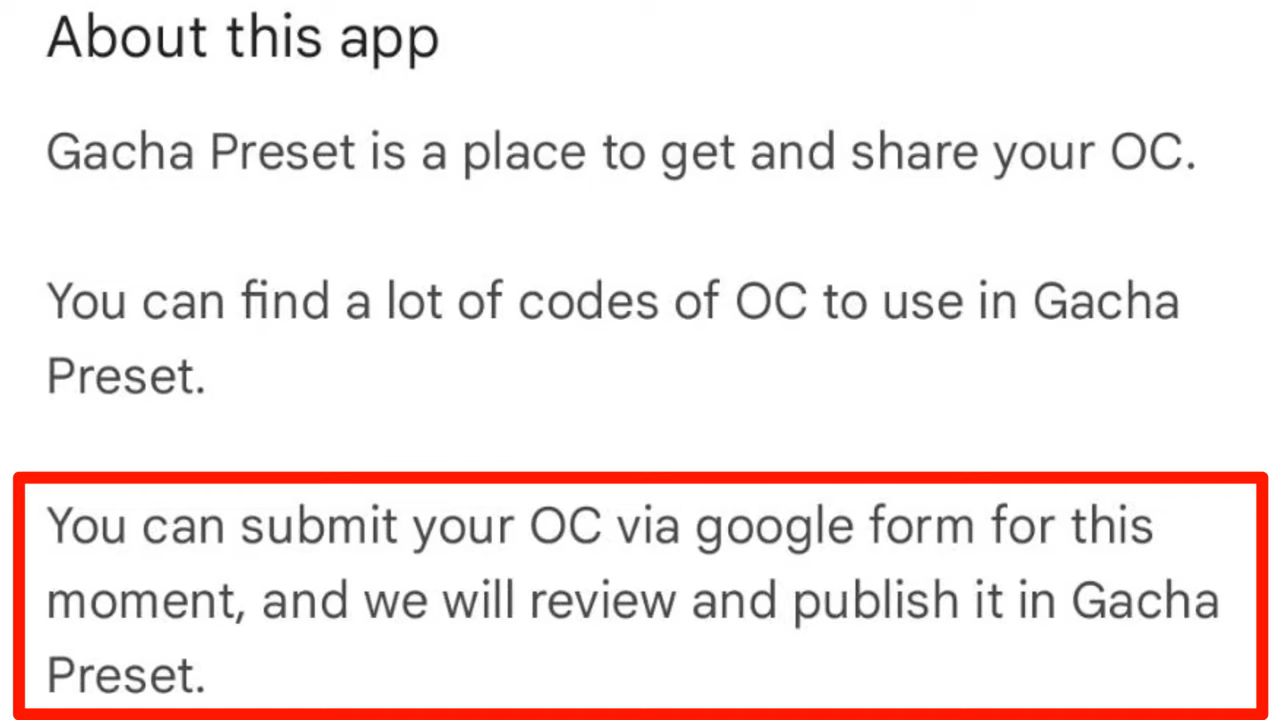 About this app
Gacha Preset is a place to get and share your OC.
You can find a lot of codes of OC to use in Gacha
Preset.
You can submit your OC via google form for this
moment, and we will review and publish it in Gacha
Preset.